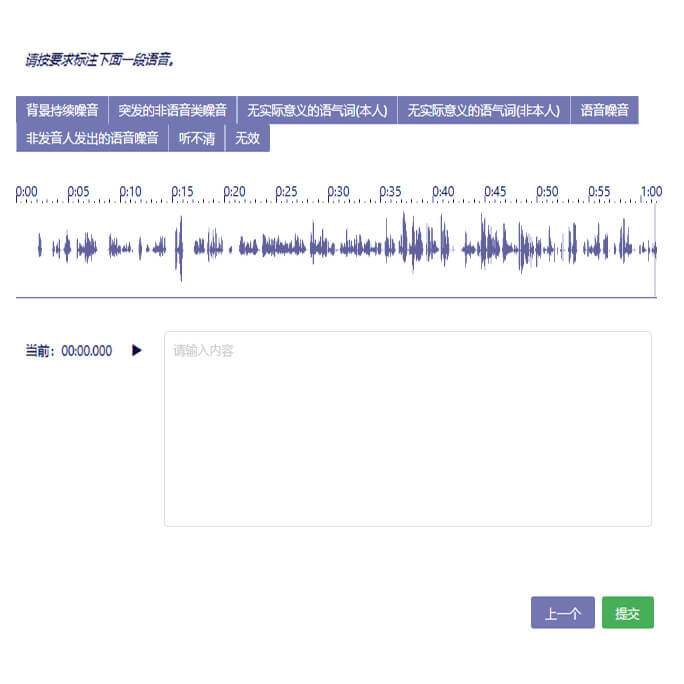 请按要求标注下面一段语音。
背景持续噪音 突发的非语音类噪音 无实际意义的语气词(本人) 无实际意义的语气词(非本人) 语音噪音
非发音人发出的语音噪音 听不清 无效
0:00 0:05 0:10 0:15 0:20 0:25 0:30 0:35 0:40 0:45 0:50 0:55 1:00
当前：00:00.000 请输入内容
上一个 提交